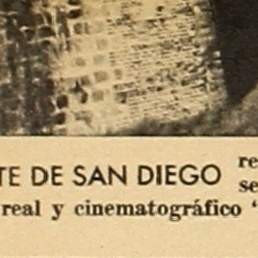 TE DE SAN DIEGO
real y cinematográfico
re
se